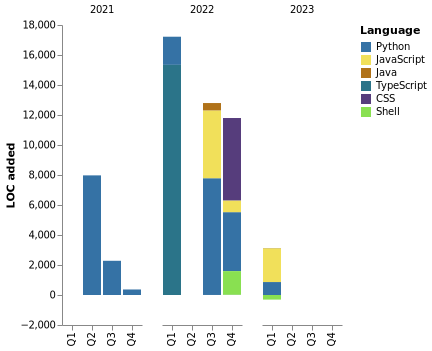 2021 2022 2023
Language
Python
JavaScript
Java
TypeScript
CSS
Shell
LOC added
18,000
16,000
14,000
12,000
10,000
8,000
6,000
4,000
2,000
0
−2,000
Q1 Q2 Q3 Q4 Q1 Q2 Q3 Q4 Q1 Q2 Q3 Q4